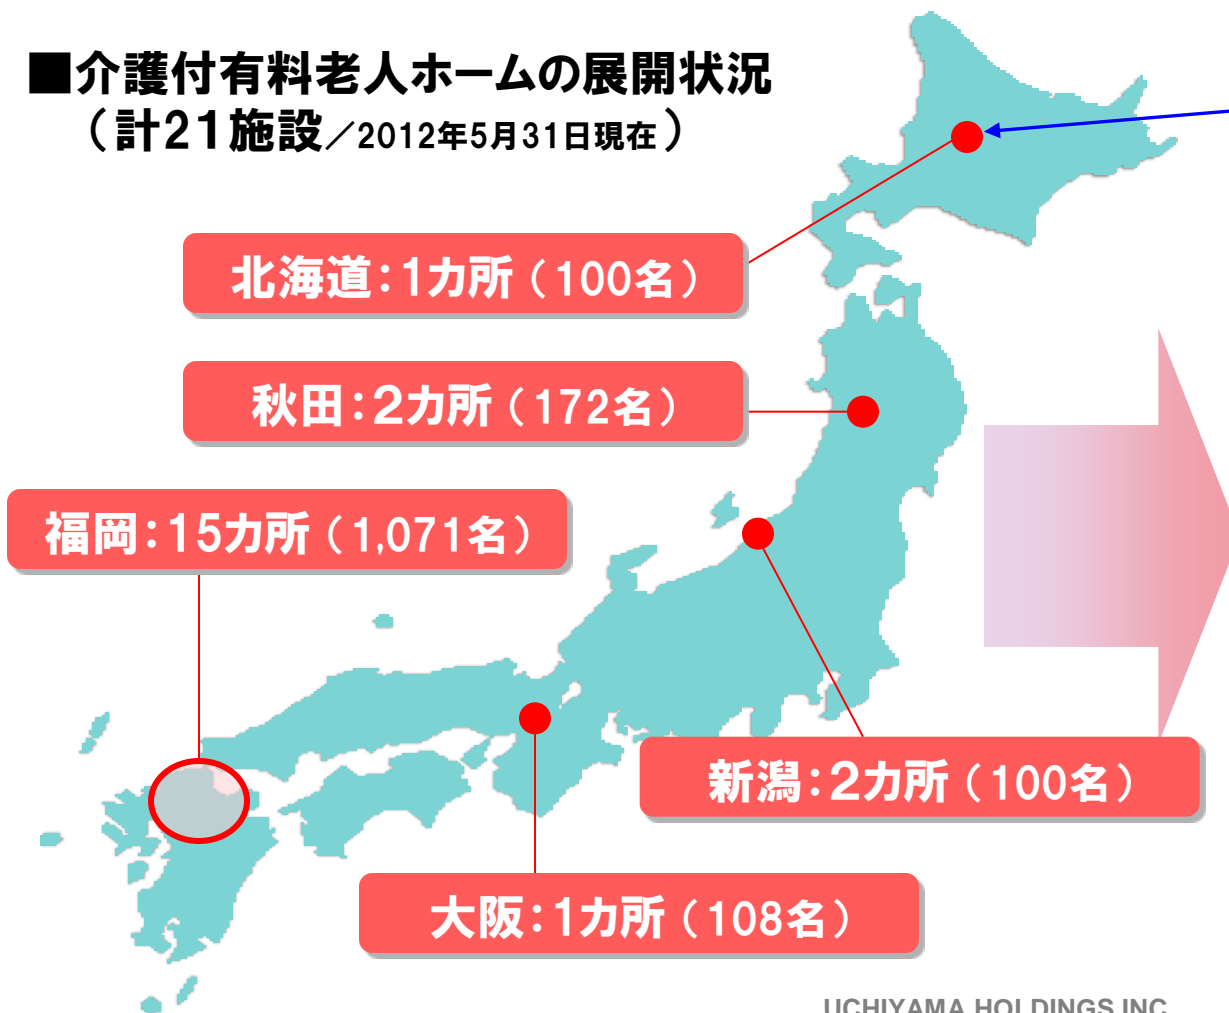 ■介護付有料老人ホームの展開状況
（計21施設／2012年5月31日現在）
北海道：1カ所（100名）
秋田：2カ所（172名）
福岡：15カ所（1,071名）
新潟：2カ所（100名）
大阪：1カ所（108名）
UCHIYAMA HOLDINGS INC